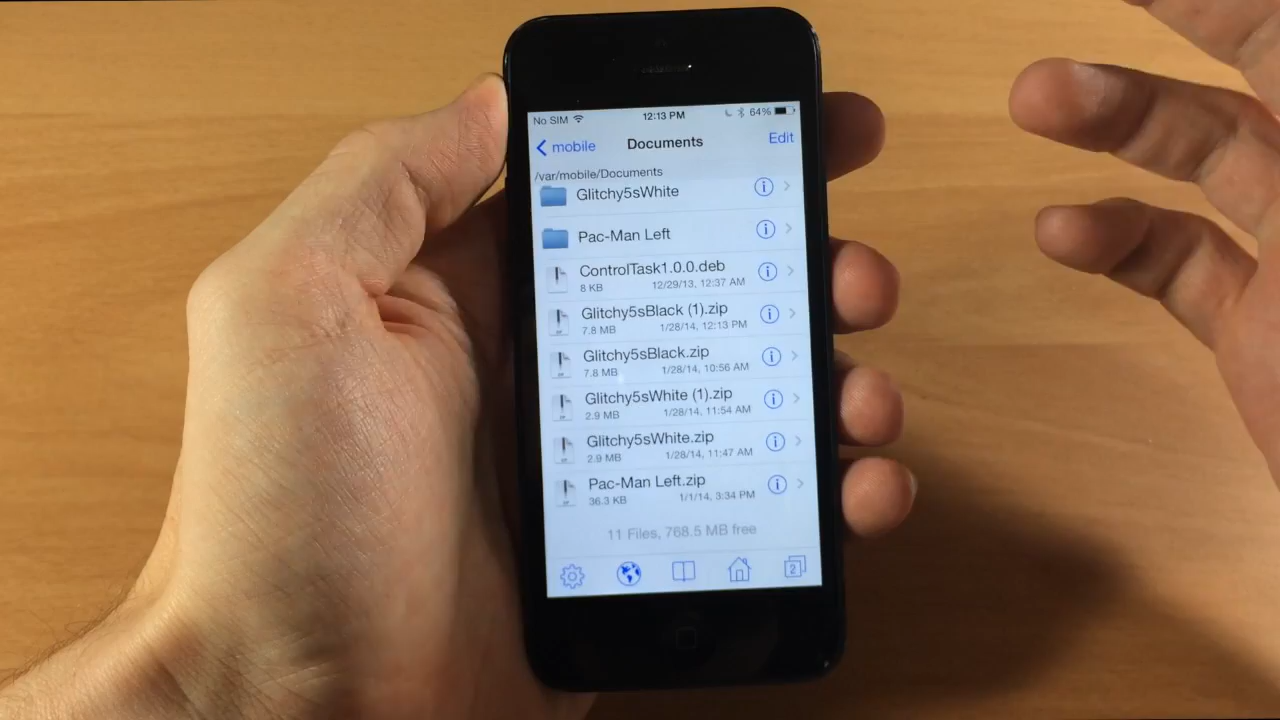 No SIM 12:13 PM 64%
mobile Documents Edit
/var/mobile/Documents
Glitchy5sWhite
Pac-Man Left
ControlTask1.0.0.deb
8 KB 12/29/13, 12:37 AM
Glitchy5sBlack (1).zip
7.8 MB 1/28/14, 12:13 PM
Glitchy5sBlack.zip
7.8 MB 1/28/14, 10:56 AM
Glitchy5sWhite (1).zip
2.9 MB 1/28/14, 11:54 AM
Glitchy5sWhite.zip
2.9 MB 1/28/14, 11:47 AM
Pac-Man Left.zip
36.3 KB 1/1/14, 3:34 PM
11 Files, 768.5 MB free
2